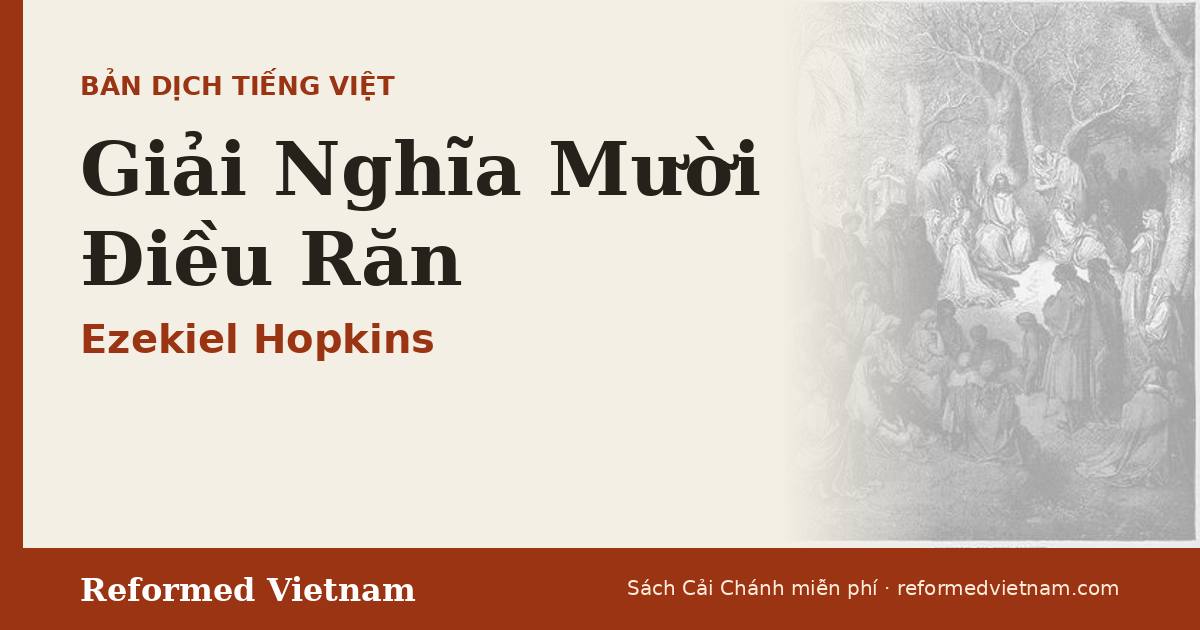 BẢN DỊCH TIẾNG VIỆT
Giải Nghĩa Mười
Điều Răn
Ezekiel Hopkins
Reformed Vietnam
Sách Cải Chánh miễn phí · reformedvietnam.com